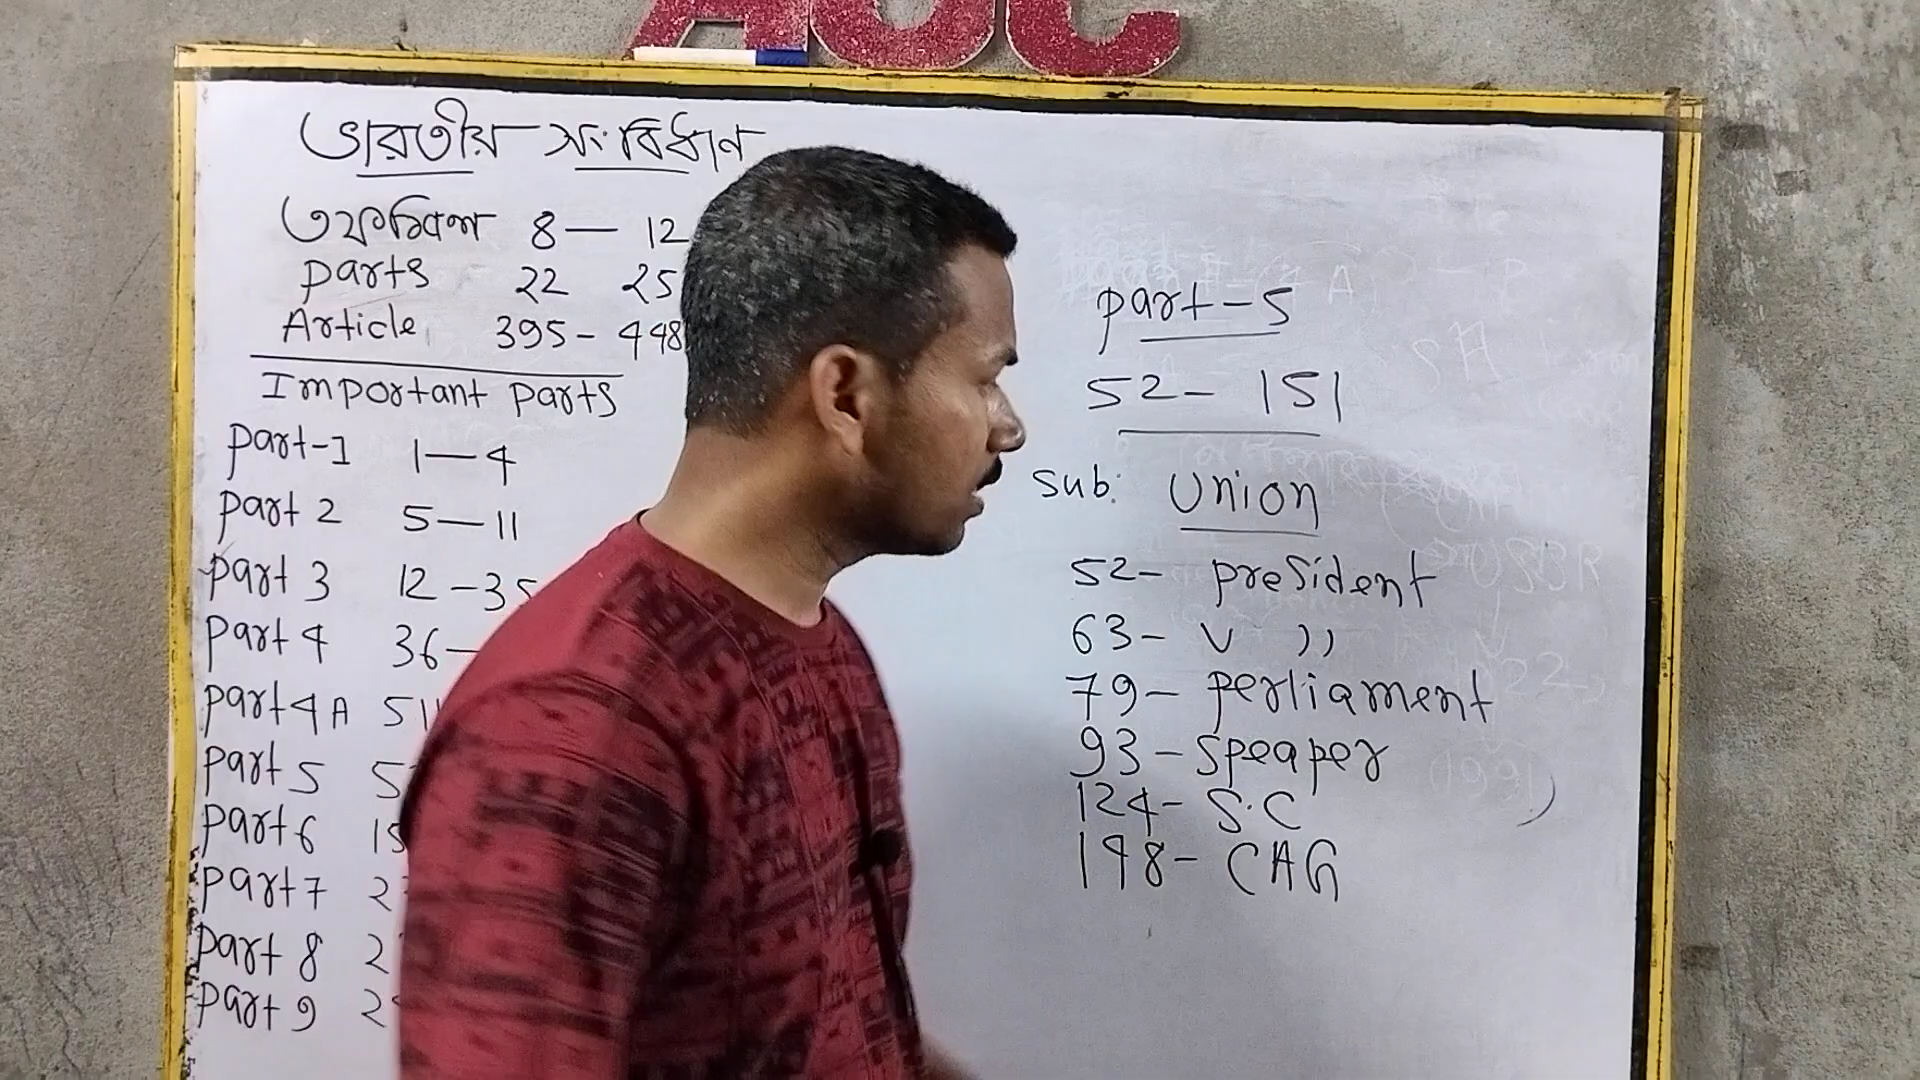 ADC
ভারতীয় সংবিধান
তফসিল 8 — 12
Parts 22 25
Article 395 - 448
Important Parts
Part-1 1 — 4
Part 2 5 — 11
Part 3 12 - 35
Part 4 36 —
Part 4A 51
Part 5 5
Part 6 15
Part 7 2
Part 8 2
Part 9 2
Part - 5
52 - 151
Sub: Union
52 - President
63 - V ,,
79 - Perliament
93 - Speaper
124 - S.C
148 - CAG